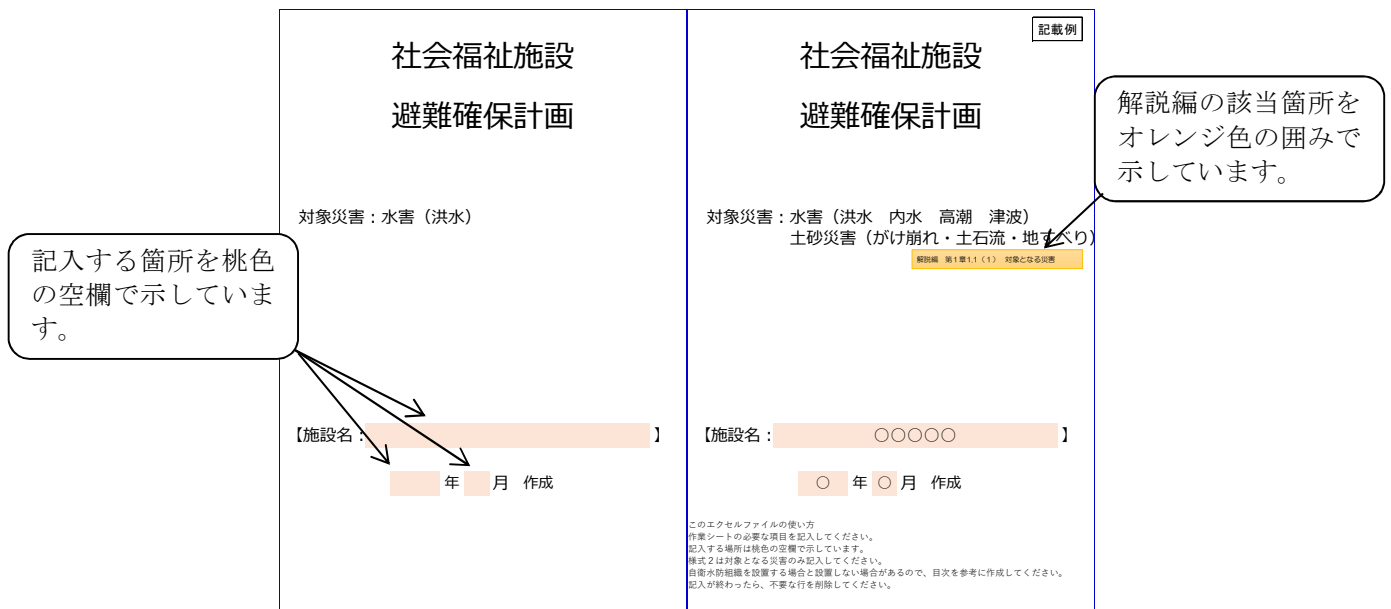 社会福祉施設
避難確保計画
対象災害：水害（洪水）
記入する箇所を桃色
の空欄で示していま
す。
【施設名： 】
年 月 作成
記載例
社会福祉施設
避難確保計画
解説編の該当箇所を
オレンジ色の囲みで
示しています。
対象災害：水害（洪水 内水 高潮 津波）
土砂災害（がけ崩れ・土石流・地すべり）
解説編 第１章1.1（１） 対象となる災害
【施設名： ○○○○○ 】
○ 年 ○ 月 作成
このエクセルファイルの使い方
作業シートの必要な項目を記入してください。
記入する場所は桃色の空欄で示しています。
様式２は対象となる災害のみ記入してください。
自衛水防組織を設置する場合と設置しない場合があるので、目次を参考に作成してください。
記入が終わったら、不要な行を削除してください。